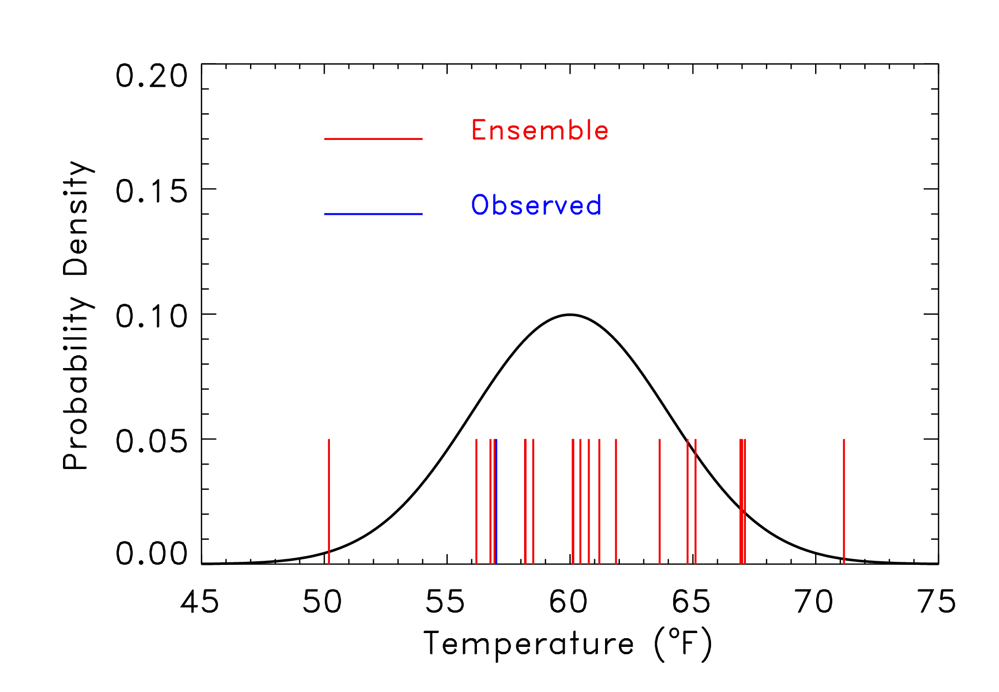 0.20
0.15
0.10
0.05
0.00
Probability Density
Ensemble
Observed
45 50 55 60 65 70 75
Temperature (°F)